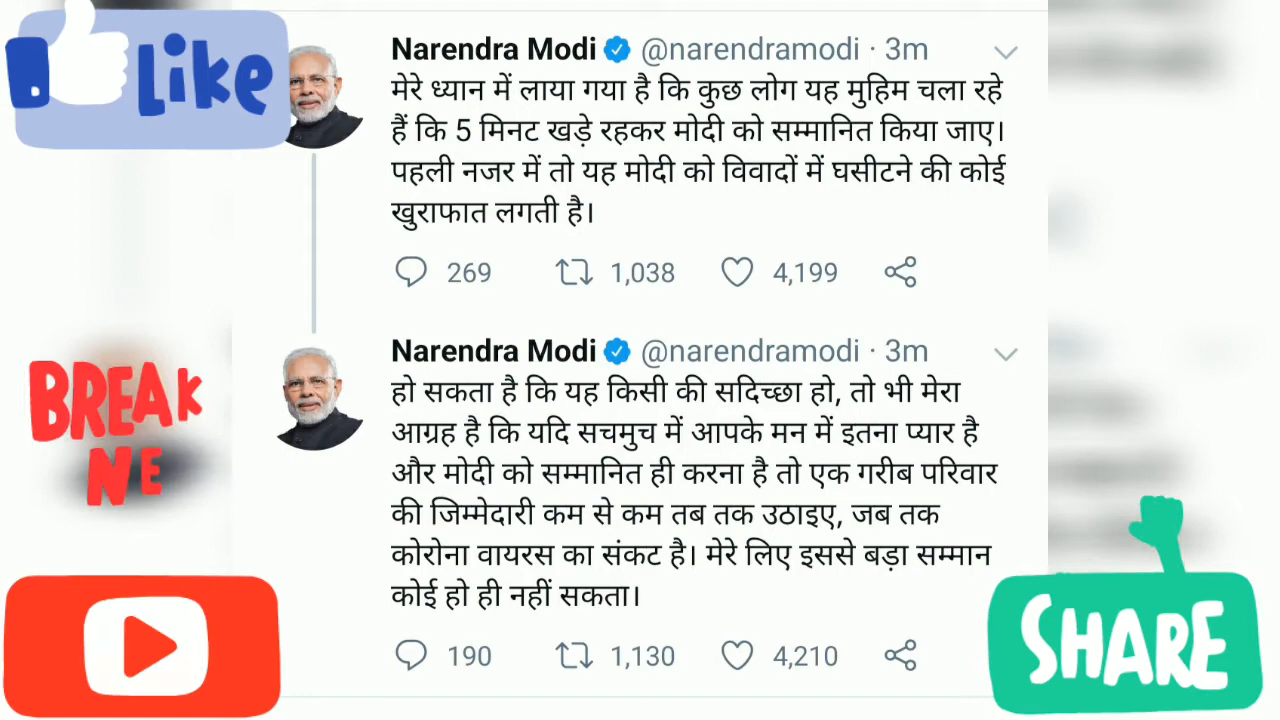 Like
Narendra Modi @narendramodi · 3m
मेरे ध्यान में लाया गया है कि कुछ लोग यह मुहिम चला रहे
हैं कि 5 मिनट खड़े रहकर मोदी को सम्मानित किया जाए।
पहली नजर में तो यह मोदी को विवादों में घसीटने की कोई
खुराफात लगती है।
269 1,038 4,199
Narendra Modi @narendramodi · 3m
हो सकता है कि यह किसी की सदिच्छा हो, तो भी मेरा
आग्रह है कि यदि सचमुच में आपके मन में इतना प्यार है
और मोदी को सम्मानित ही करना है तो एक गरीब परिवार
की जिम्मेदारी कम से कम तब तक उठाइए, जब तक
कोरोना वायरस का संकट है। मेरे लिए इससे बड़ा सम्मान
कोई हो ही नहीं सकता।
190 1,130 4,210
BREAK
NE
SHARE